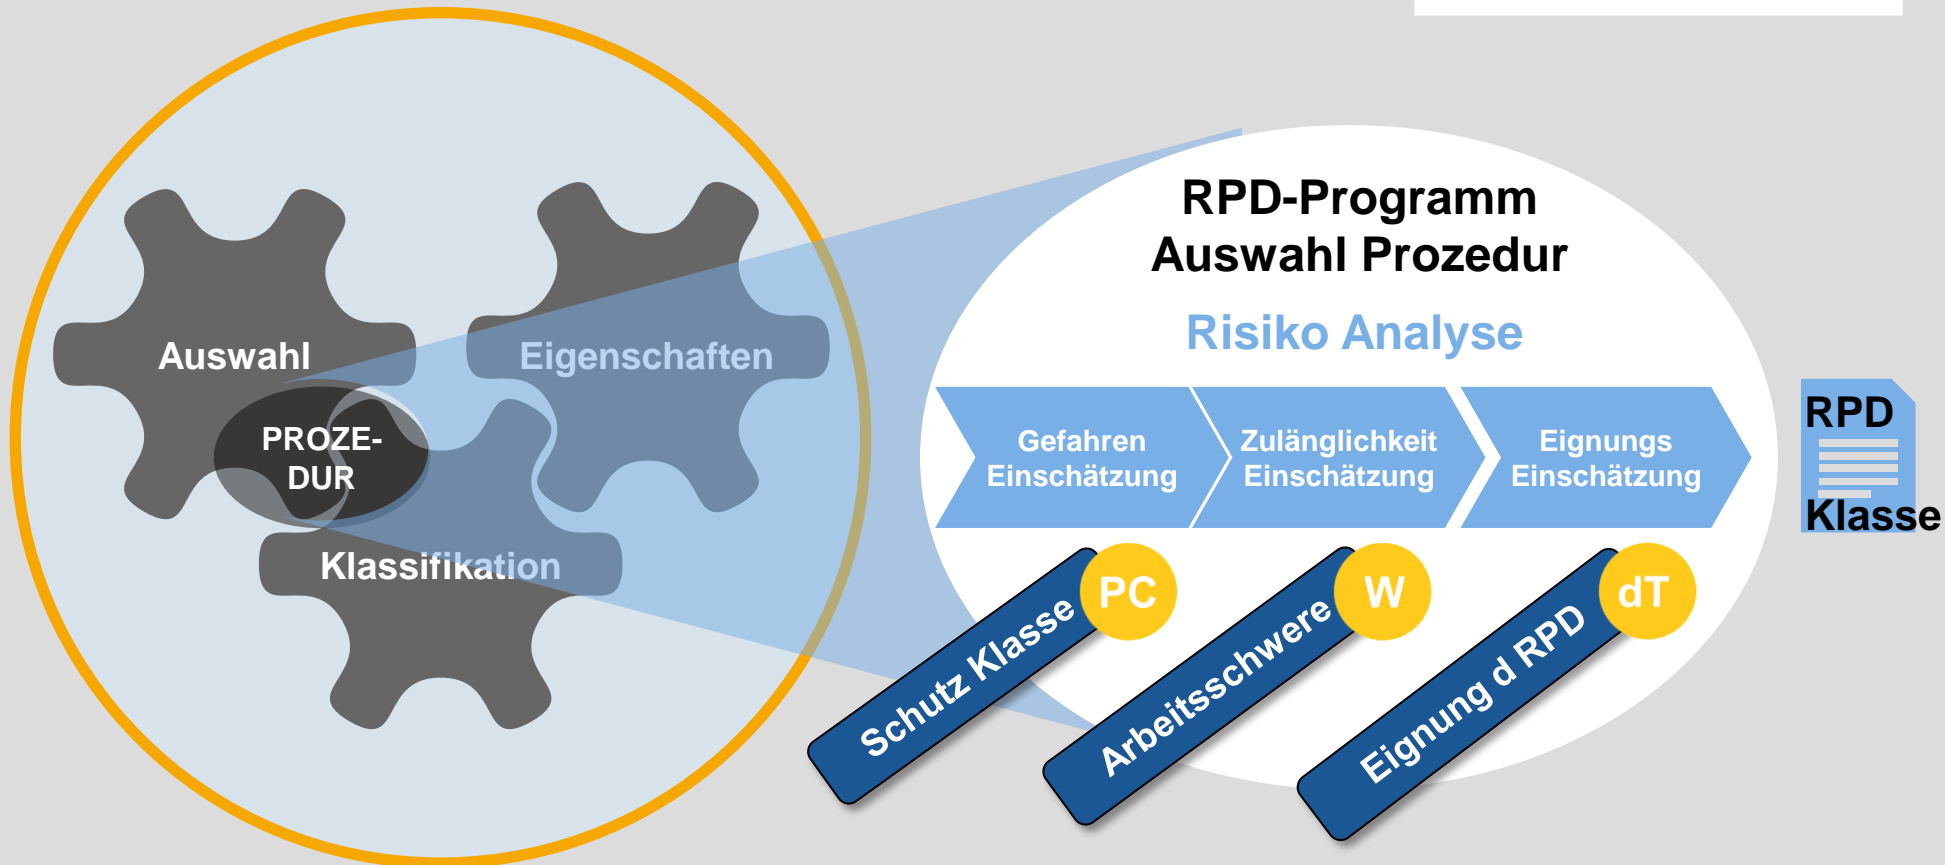 Auswahl
Eigenschaften
PROZE-
DUR
Klassifikation
RPD-Programm
Auswahl Prozedur
Risiko Analyse
Gefahren
Einschätzung
Zulänglichkeit
Einschätzung
Eignungs
Einschätzung
RPD
Klasse
PC
Schutz Klasse
W
Arbeitsschwere
dT
Eignung d RPD